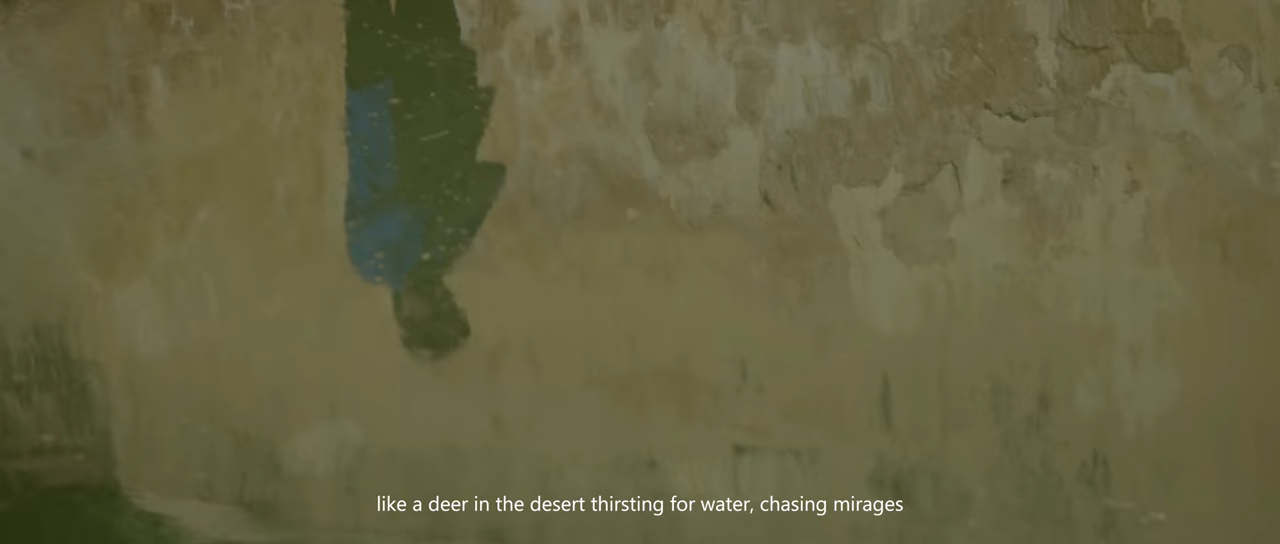 like a deer in the desert thirsting for water, chasing mirages